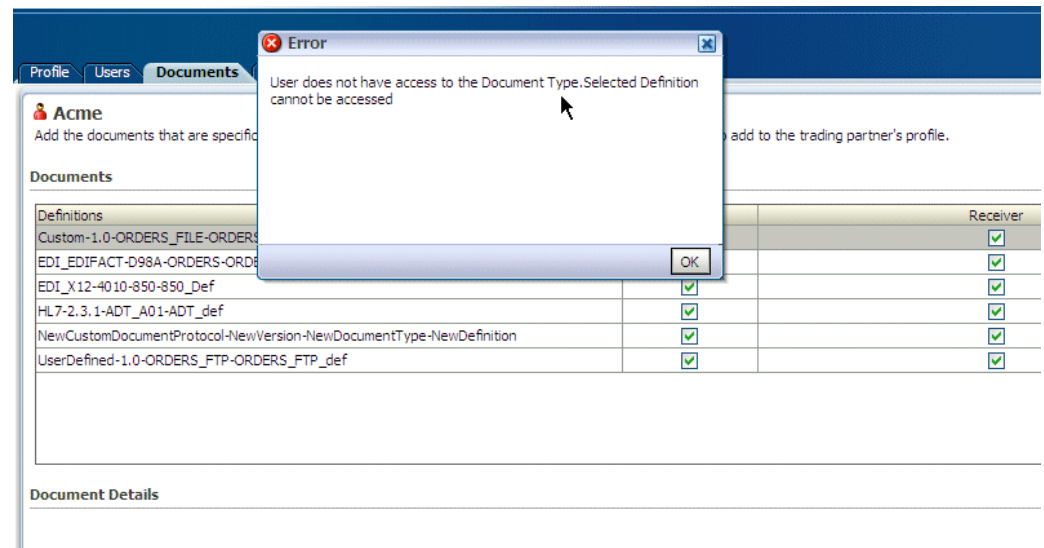 Error
Profile Users Documents
User does not have access to the Document Type.Selected Definition
cannot be accessed
Acme
Add the documents that are specific
add to the trading partner's profile.
Documents
Definitions Receiver
Custom-1.0-ORDERS_FILE-ORDERS
EDI_EDIFACT-D98A-ORDERS-ORDE
OK
EDI_X12-4010-850-850_Def
HL7-2.3.1-ADT_A01-ADT_def
NewCustomDocumentProtocol-NewVersion-NewDocumentType-NewDefinition
UserDefined-1.0-ORDERS_FTP-ORDERS_FTP_def
Document Details